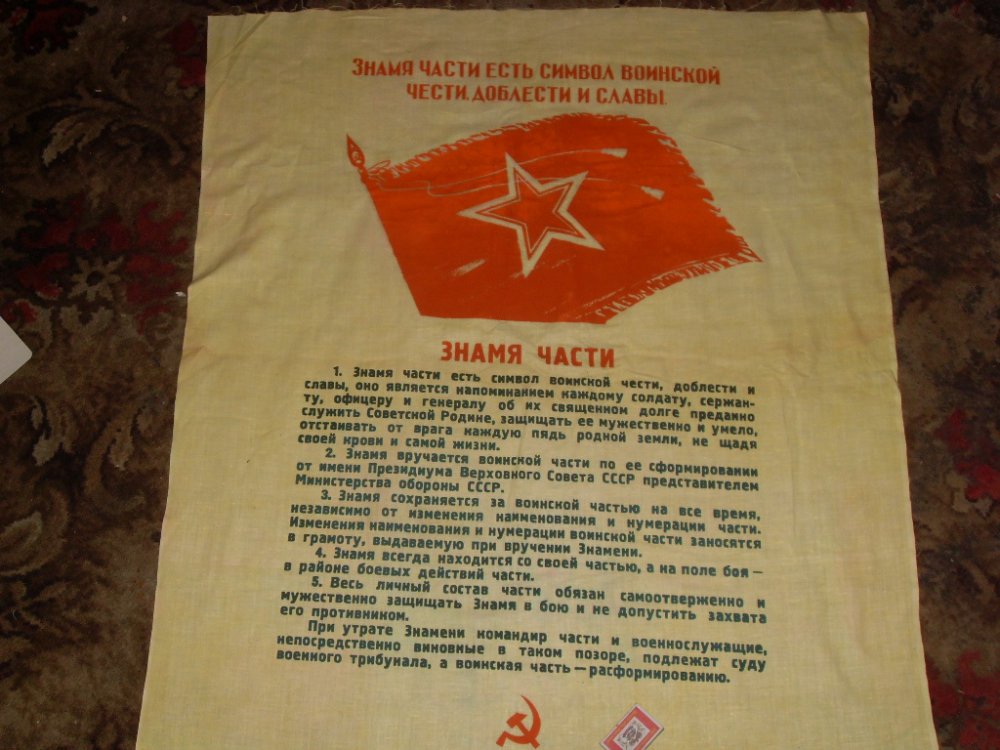 ЗНАМЯ ЧАСТИ ЕСТЬ СИМВОЛ ВОИНСКОЙ
ЧЕСТИ, ДОБЛЕСТИ И СЛАВЫ.
ЗНАМЯ ЧАСТИ
1. Знамя части есть символ воинской чести, доблести и
славы, оно является напоминанием каждому солдату, сержан-
ту, офицеру и генералу об их священном долге преданно
служить Советской Родине, защищать ее мужественно и умело,
отстаивать от врага каждую пядь родной земли, не щадя
своей крови и самой жизни.
2. Знамя вручается воинской части по ее сформировании
от имени Президиума Верховного Совета СССР представителем
Министерства обороны СССР.
3. Знамя сохраняется за воинской частью на все время,
независимо от изменения наименования и нумерации части.
Изменения наименования и нумерации воинской части заносятся
в грамоту, выдаваемую при вручении Знамени.
4. Знамя всегда находится со своей частью, а на поле боя —
в районе боевых действий части.
5. Весь личный состав части обязан самоотверженно и
мужественно защищать Знамя в бою и не допустить захвата
его противником.
При утрате Знамени командир части и военнослужащие,
непосредственно виновные в таком позоре, подлежат суду
военного трибунала, а воинская часть — расформированию.